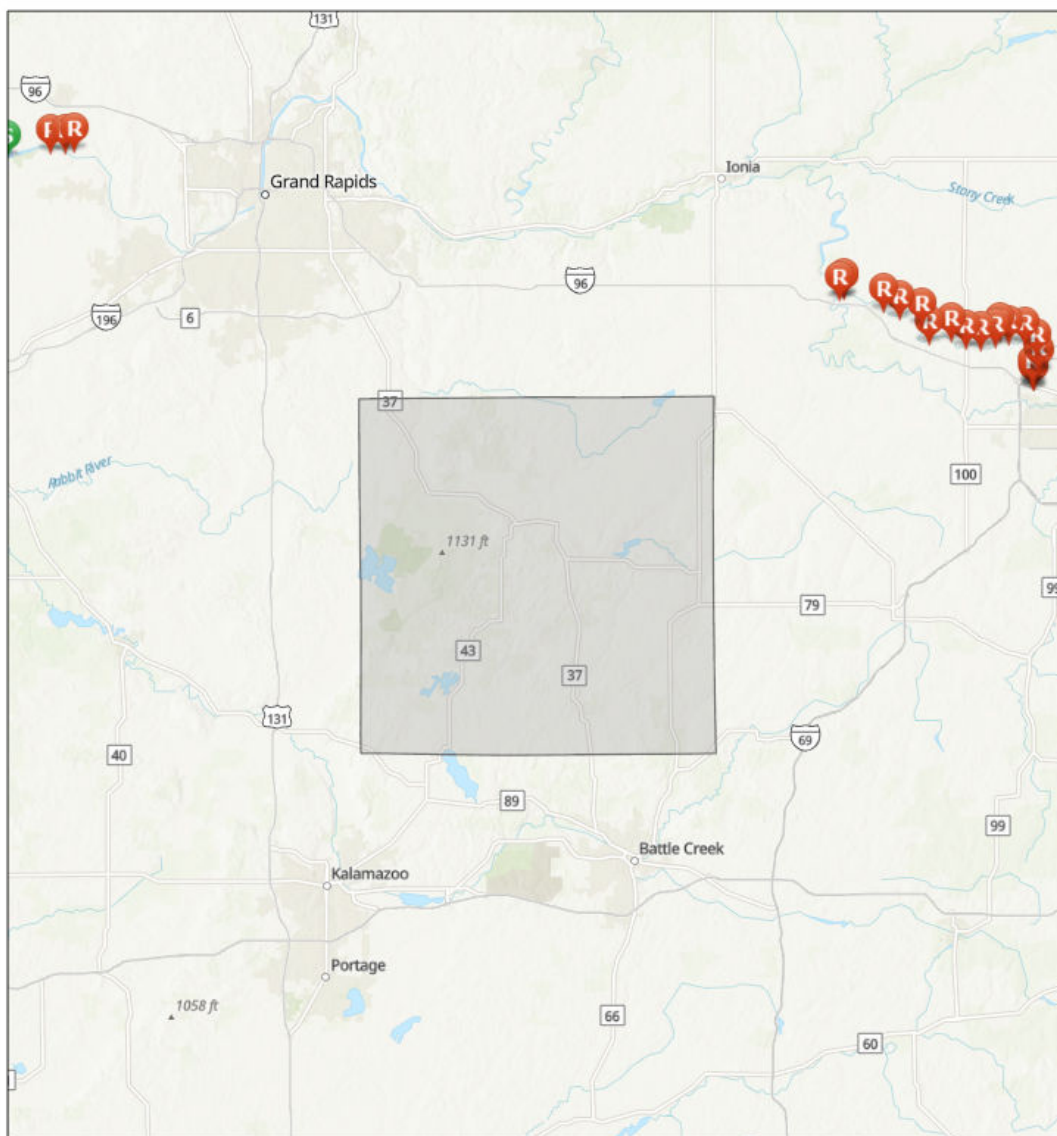 131
96
S
R
R
Grand Rapids
Ionia
Stony Creek
96
R
R
R
R
R
R
R
R
R
R
R
196
6
37
Rabbit River
100
1131 ft
99
79
43
37
131
69
40
89
99
Battle Creek
Kalamazoo
Portage
1058 ft
66
60